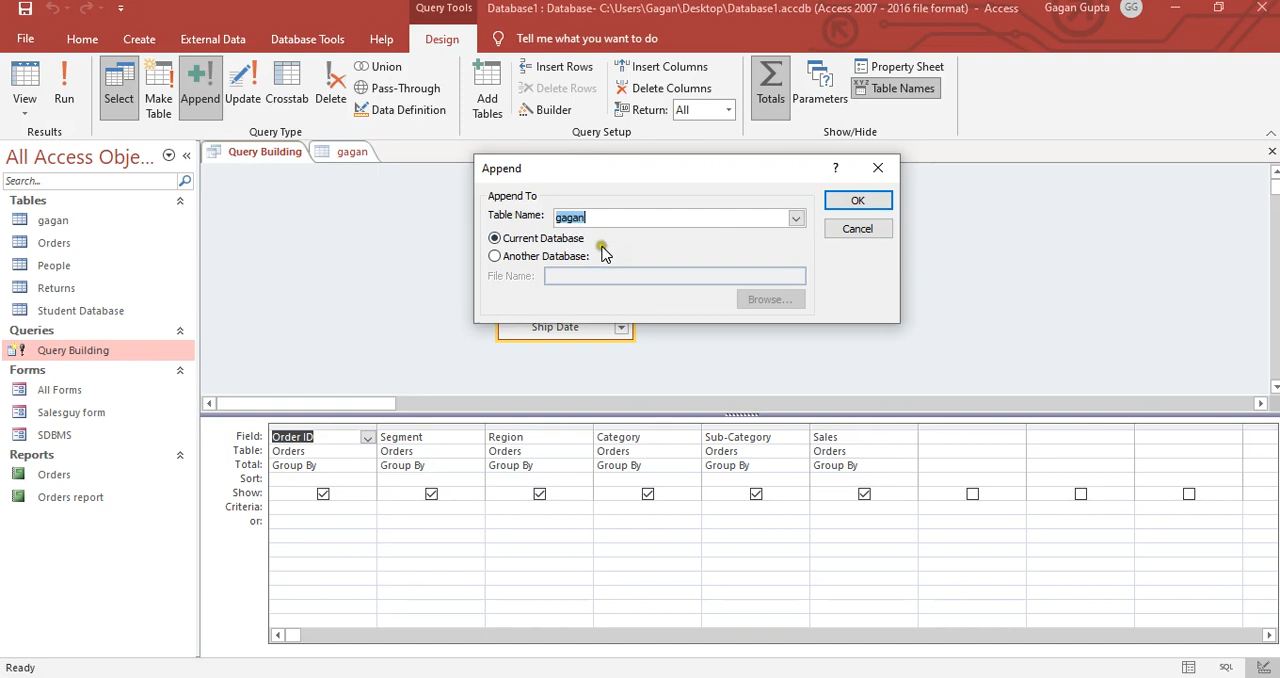 Query Tools Database1 : Database- C:\Users\Gagan\Desktop\Database1.accdb (Access 2007 - 2016 file format) - Access Gagan Gupta GG
File Home Create External Data Database Tools Help Design Tell me what you want to do
View Run Select Make Table Append Update Crosstab Delete Union Pass-Through Data Definition Add Tables Insert Rows Delete Rows Builder Insert Columns Delete Columns Return: All Totals Parameters Property Sheet Table Names
Results Query Type Query Setup Show/Hide
All Access Obje...
Search...
Tables
gagan
Orders
People
Returns
Student Database
Queries
Query Building
Forms
All Forms
Salesguy form
SDBMS
Reports
Orders
Orders report
Query Building gagan
Append ?
Append To
Table Name: gagan
Current Database
Another Database:
File Name:
Browse...
OK
Cancel
Ship Date
Field: Order ID Segment Region Category Sub-Category Sales
Table: Orders Orders Orders Orders Orders Orders
Total: Group By Group By Group By Group By Group By Group By
Sort:
Show:
Criteria:
or:
Ready SQL